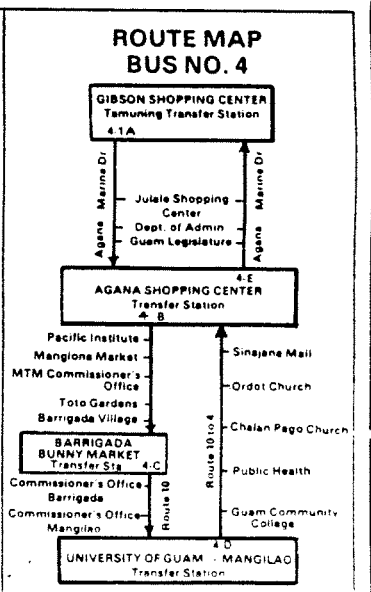 ROUTE MAP
BUS NO. 4
GIBSON SHOPPING CENTER
Tamuning Transfer Station
4-1A
Marine Dr
Marine Dr
Julale Shopping
Center
Dept. of Admin
Guam Legislature
Agana
Agana
4-E
AGANA SHOPPING CENTER
Transfer Station
4- B
Pacific Institute
Mangiona Market
MTM Commissioner's
Office
Toto Gardens
Barrigada Village
Sinajana Mall
Ordot Church
Chalan Pago Church
Public Health
Guam Community
Collage
Route 10 to 4
BARRIGADA
BUNNY MARKET
Transfer Sta 4-C
Commissioner's Office
Barrigada
Commissioner's Office
Mangilao
Route 10
4 D
UNIVERSITY OF GUAM - MANGILAO
Transfer Station